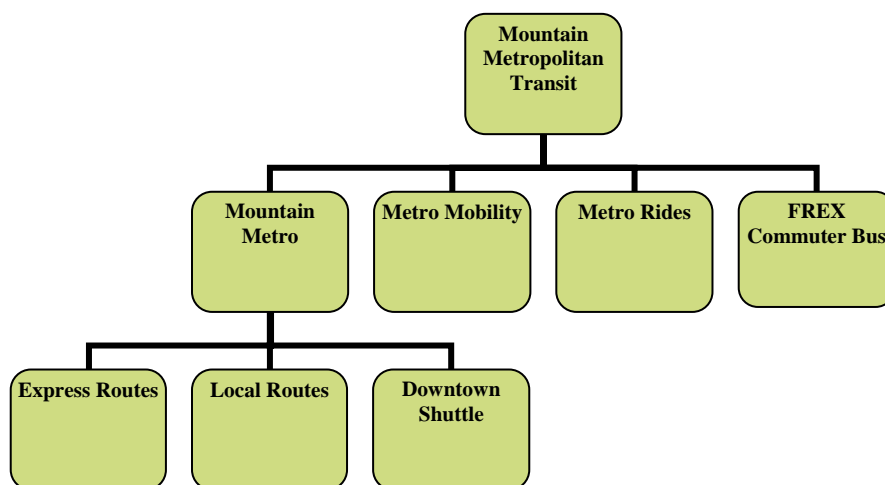 Mountain
Metropolitan
Transit
Mountain
Metro
Metro Mobility
Metro Rides
FREX
Commuter Bus
Express Routes
Local Routes
Downtown
Shuttle